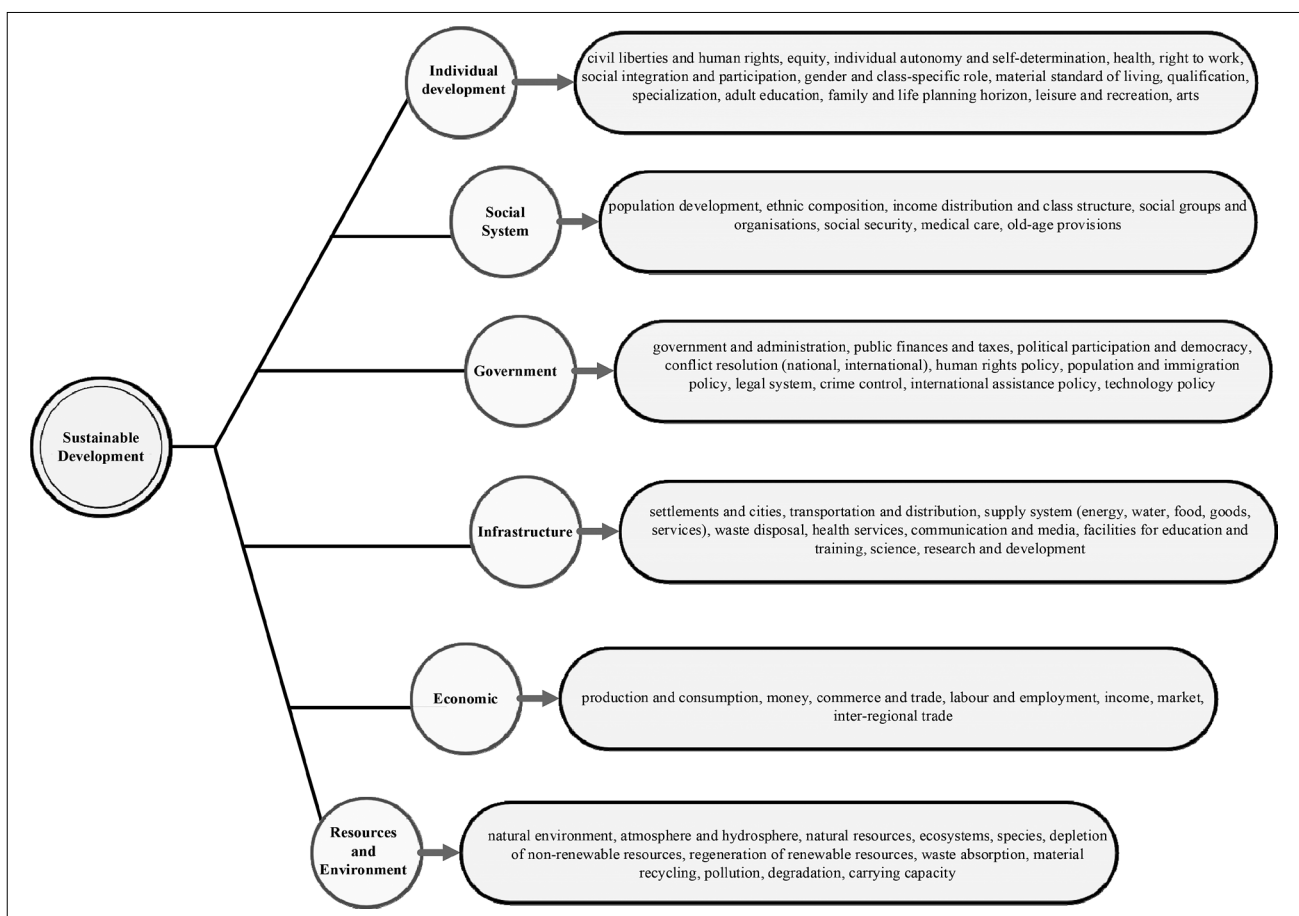 Sustainable
Development
Individual
development
civil liberties and human rights, equity, individual autonomy and self-determination, health, right to work,
social integration and participation, gender and class-specific role, material standard of living, qualification,
specialization, adult education, family and life planning horizon, leisure and recreation, arts
Social
System
population development, ethnic composition, income distribution and class structure, social groups and
organisations, social security, medical care, old-age provisions
Government
government and administration, public finances and taxes, political participation and democracy,
conflict resolution (national, international), human rights policy, population and immigration
policy, legal system, crime control, international assistance policy, technology policy
Infrastructure
settlements and cities, transportation and distribution, supply system (energy, water, food, goods,
services), waste disposal, health services, communication and media, facilities for education and
training, science, research and development
Economic
production and consumption, money, commerce and trade, labour and employment, income, market,
inter-regional trade
Resources
and
Environment
natural environment, atmosphere and hydrosphere, natural resources, ecosystems, species, depletion
of non-renewable resources, regeneration of renewable resources, waste absorption, material
recycling, pollution, degradation, carrying capacity